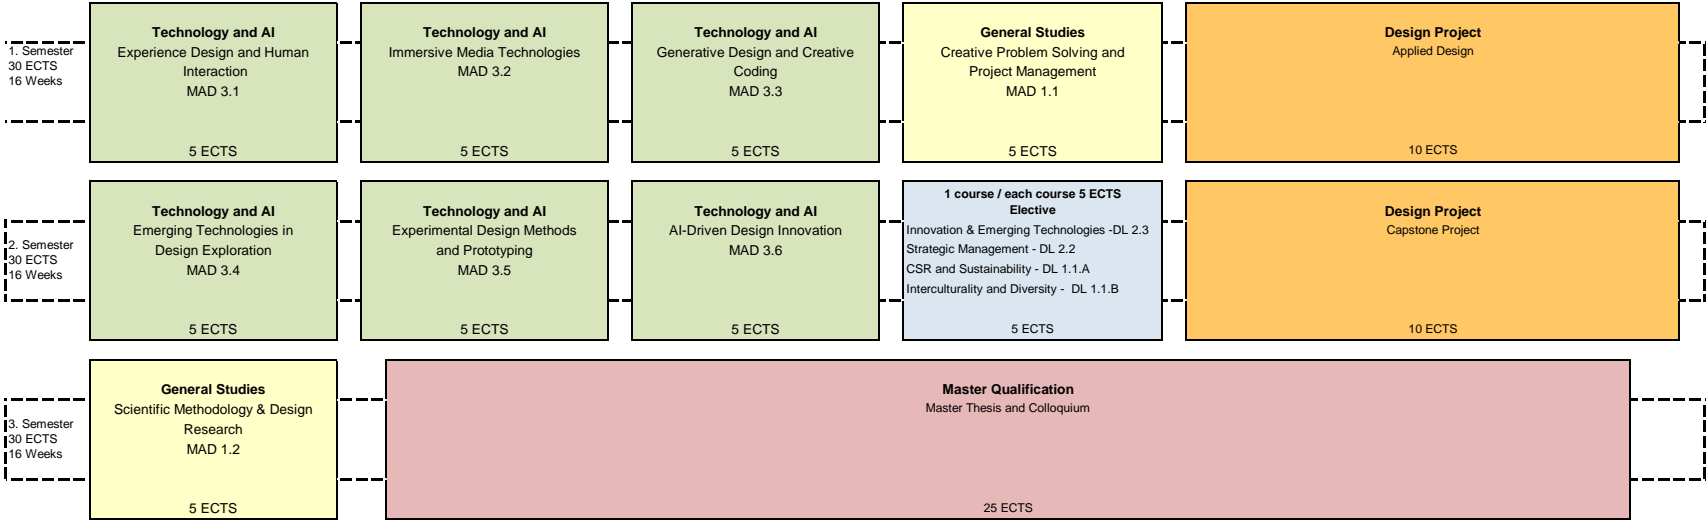 1. Semester
30 ECTS
16 Weeks
Technology and AI
Experience Design and Human
Interaction
MAD 3.1
5 ECTS
Technology and AI
Immersive Media Technologies
MAD 3.2
5 ECTS
Technology and AI
Generative Design and Creative
Coding
MAD 3.3
5 ECTS
General Studies
Creative Problem Solving and
Project Management
MAD 1.1
5 ECTS
Design Project
Applied Design
10 ECTS
2. Semester
30 ECTS
16 Weeks
Technology and AI
Emerging Technologies in
Design Exploration
MAD 3.4
5 ECTS
Technology and AI
Experimental Design Methods
and Prototyping
MAD 3.5
5 ECTS
Technology and AI
AI-Driven Design Innovation
MAD 3.6
5 ECTS
1 course / each course 5 ECTS
Elective
Innovation & Emerging Technologies -DL 2.3
Strategic Management - DL 2.2
CSR and Sustainability - DL 1.1.A
Interculturality and Diversity -  DL 1.1.B
5 ECTS
Design Project
Capstone Project
10 ECTS
3. Semester
30 ECTS
16 Weeks
General Studies
Scientific Methodology & Design
Research
MAD 1.2
5 ECTS
Master Qualification
Master Thesis and Colloquium
25 ECTS